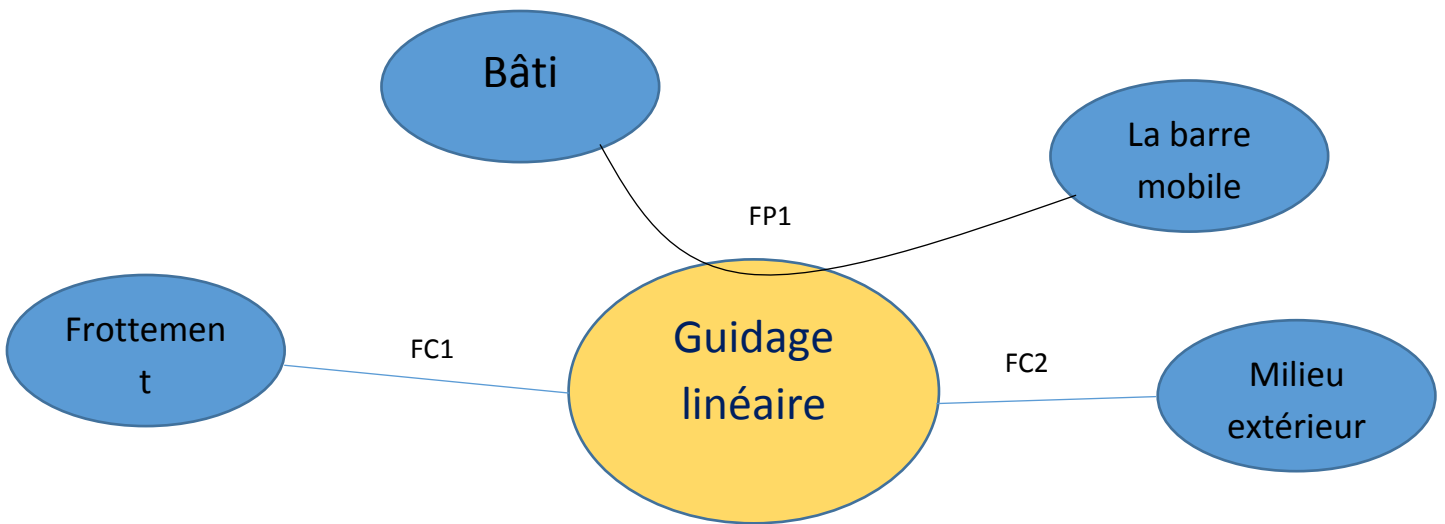 Bâti
La barre
mobile
FP1
Frottemen
t
FC1
Guidage
linéaire
FC2
Milieu
extérieur